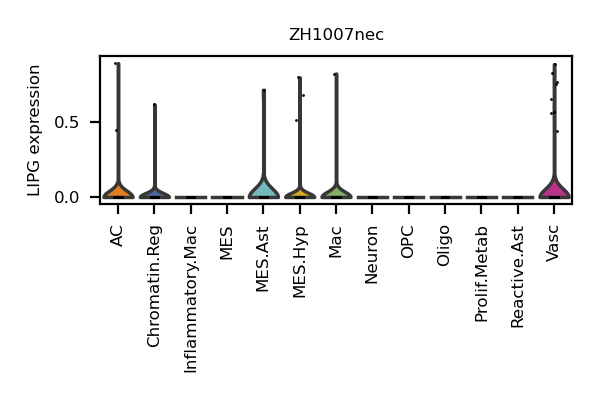 ZH1007nec
LIPG expression
0.5
0.0
AC
Chromatin.Reg
Inflammatory.Mac
MES
MES.Ast
MES.Hyp
Mac
Neuron
OPC
Oligo
Prolif.Metab
Reactive.Ast
Vasc